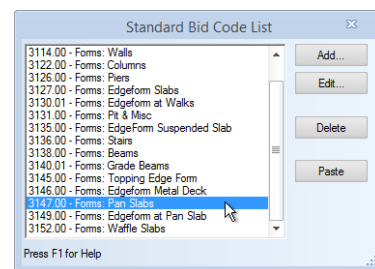 Standard Bid Code List
3114.00 - Forms: Walls
3122.00 - Forms: Columns
3126.00 - Forms: Piers
3127.00 - Forms: Edgeform Slabs
3130.01 - Forms: Edgeform at Walks
3131.00 - Forms: Pit & Misc
3135.00 - Forms: EdgeForm Suspended Slab
3136.00 - Forms: Stairs
3138.00 - Forms: Beams
3140.01 - Forms: Grade Beams
3145.00 - Forms: Topping Edge Form
3146.00 - Forms: Edgeform Metal Deck
3147.00 - Forms: Pan Slabs
3149.00 - Forms: Edgeform at Pan Slab
3152.00 - Forms: Waffle Slabs
Add...
Edit...
Delete
Paste
Press F1 for Help